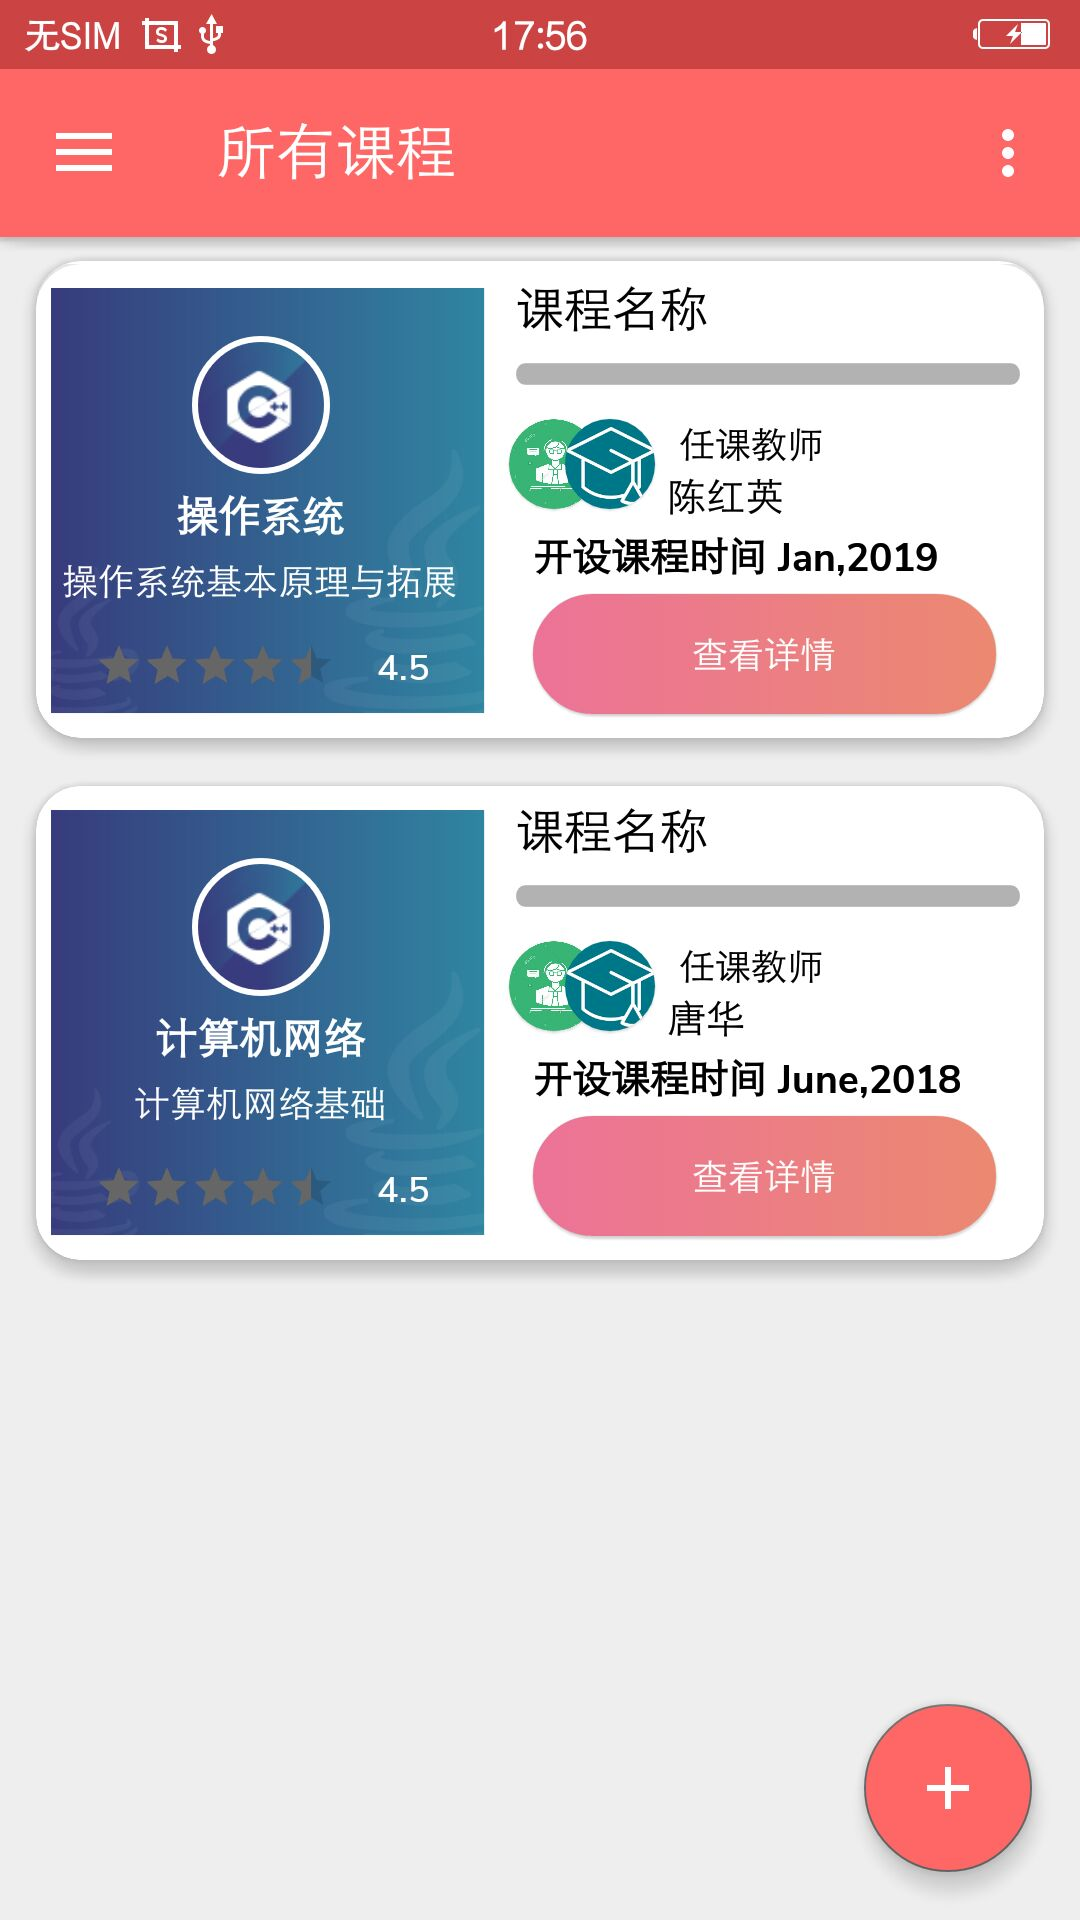 无SIM 17:56
所有课程
操作系统
操作系统基本原理与拓展
4.5
课程名称
任课教师
陈红英
开设课程时间 Jan,2019
查看详情
计算机网络
计算机网络基础
4.5
课程名称
任课教师
唐华
开设课程时间 June,2018
查看详情